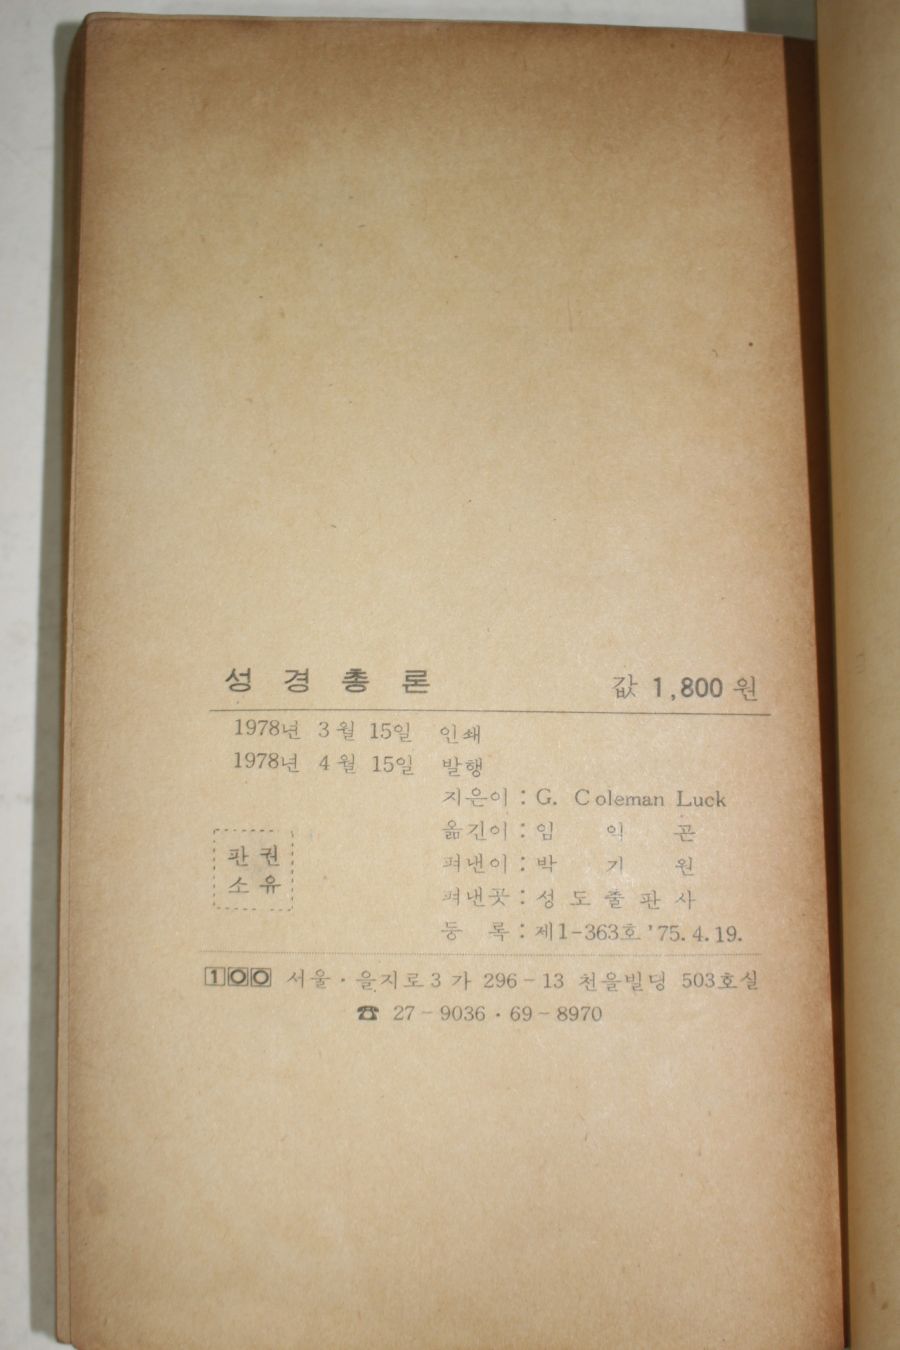 성 경 총 론 값 1,800 원
1978년 3월 15일 인쇄
1978년 4월 15일 발행
지은이 : G. Coleman Luck
옮긴이 : 임 익 곤
펴낸이 : 박 기 원
펴낸곳 : 성 도 출 판 사
등 록 : 제1-363호 '75. 4. 19.
판 권
소 유
100 서울 · 을지로 3 가 296-13 천을빌딩 503호실
☎ 27-9036 · 69-8970